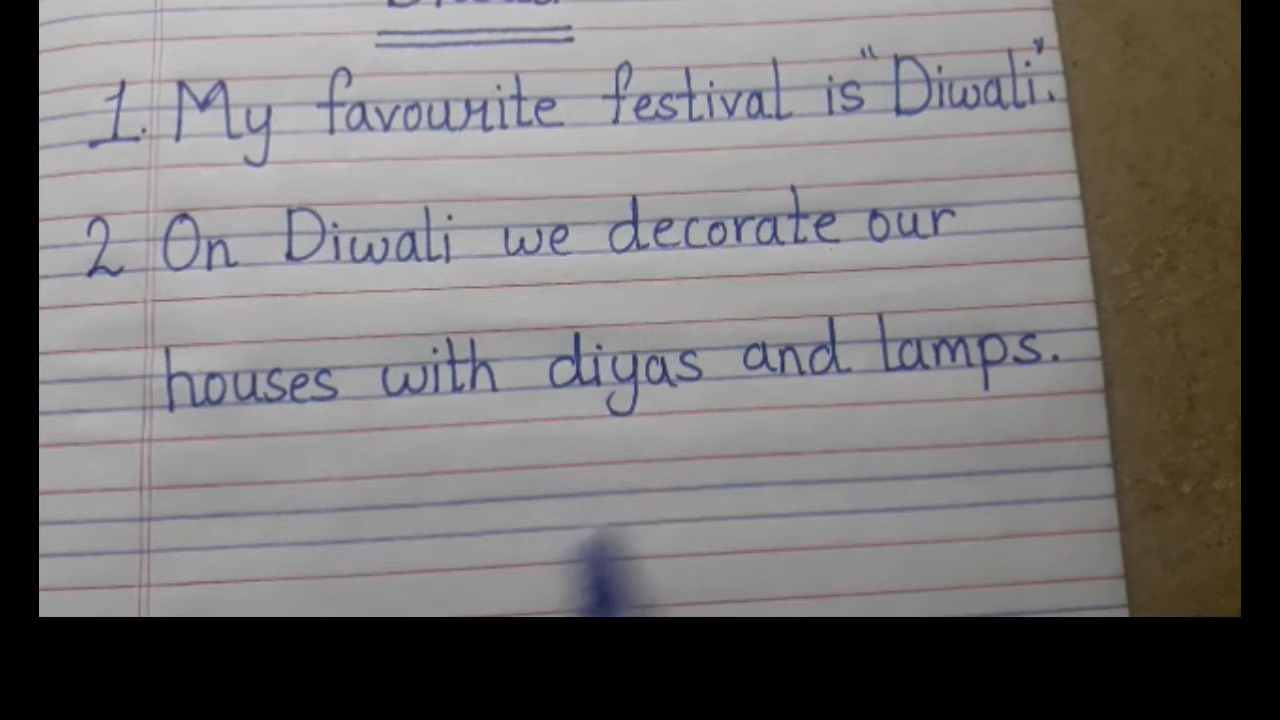 1. My favourite festival is "Diwali".
2 On Diwali we decorate our
houses with diyas and lamps.